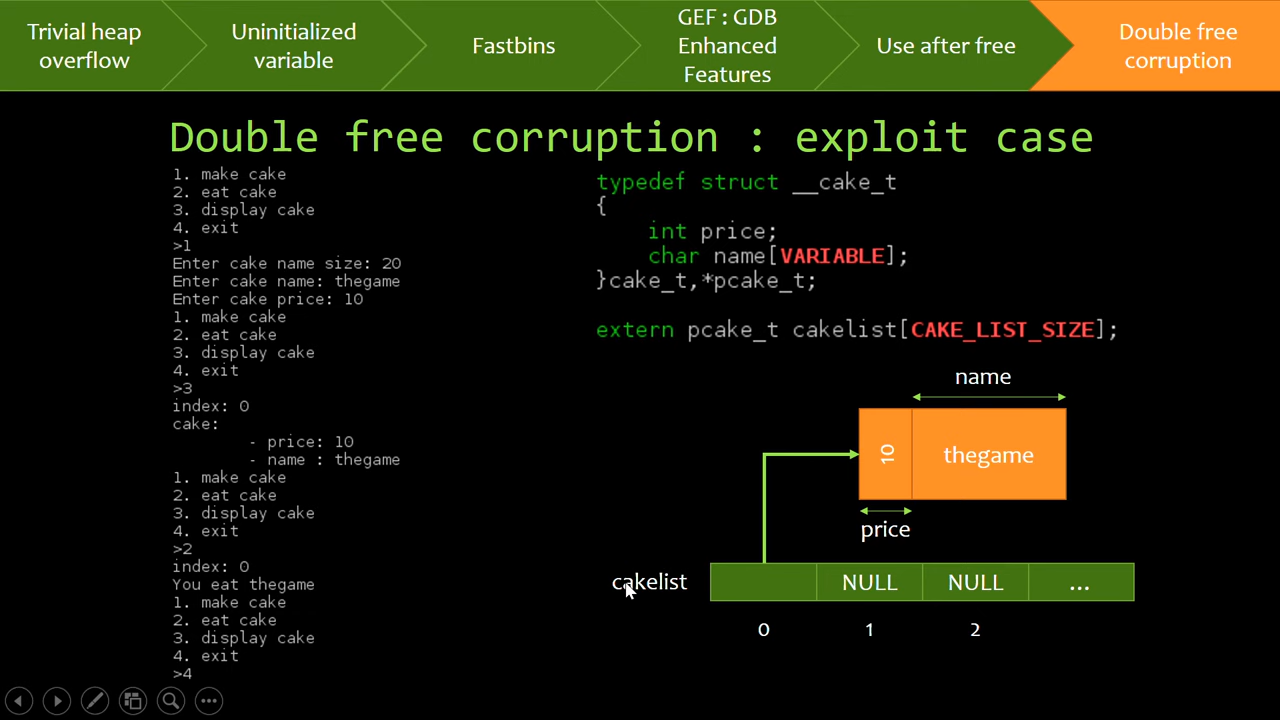 Trivial heap
overflow
Uninitialized
variable
Fastbins
GEF : GDB
Enhanced
Features
Use after free
Double free
corruption
Double free corruption : exploit case
1. make cake
2. eat cake
3. display cake
4. exit
>1
Enter cake name size: 20
Enter cake name: thegame
Enter cake price: 10
1. make cake
2. eat cake
3. display cake
4. exit
>3
index: 0
cake:
- price: 10
- name : thegame
1. make cake
2. eat cake
3. display cake
4. exit
>2
index: 0
You eat thegame
1. make cake
2. eat cake
3. display cake
4. exit
>4
typedef struct __cake_t
{
int price;
char name[VARIABLE];
}cake_t,*pcake_t;
extern pcake_t cakelist[CAKE_LIST_SIZE];
name
10
thegame
price
cakelist
NULL
NULL
...
0
1
2